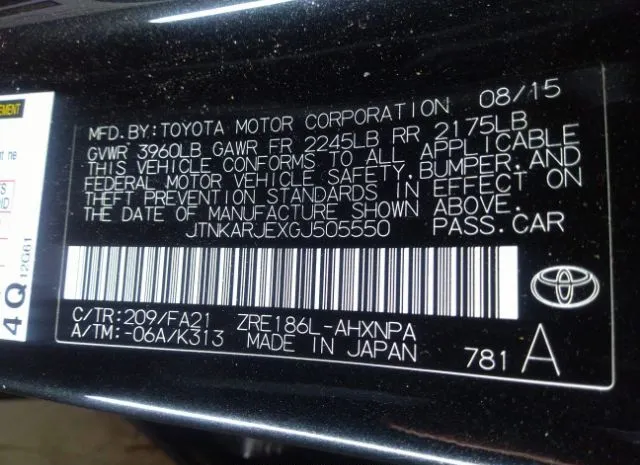 MFD. BY: TOYOTA MOTOR CORPORATION 08/15
GVWR 3960LB GAWR FR 2245LB RR 2175LB
THIS VEHICLE CONFORMS TO ALL APPLICABLE
FEDERAL MOTOR VEHICLE SAFETY, BUMPER, AND
THEFT PREVENTION STANDARDS IN EFFECT ON
THE DATE OF MANUFACTURE SHOWN ABOVE.
JTNKARJEXGJ505550 PASS. CAR
C/TR: 209/FA21 ZRE186L-AHXNPA
A/TM: -06A/K313 MADE IN JAPAN
781 A
4Q
12G61